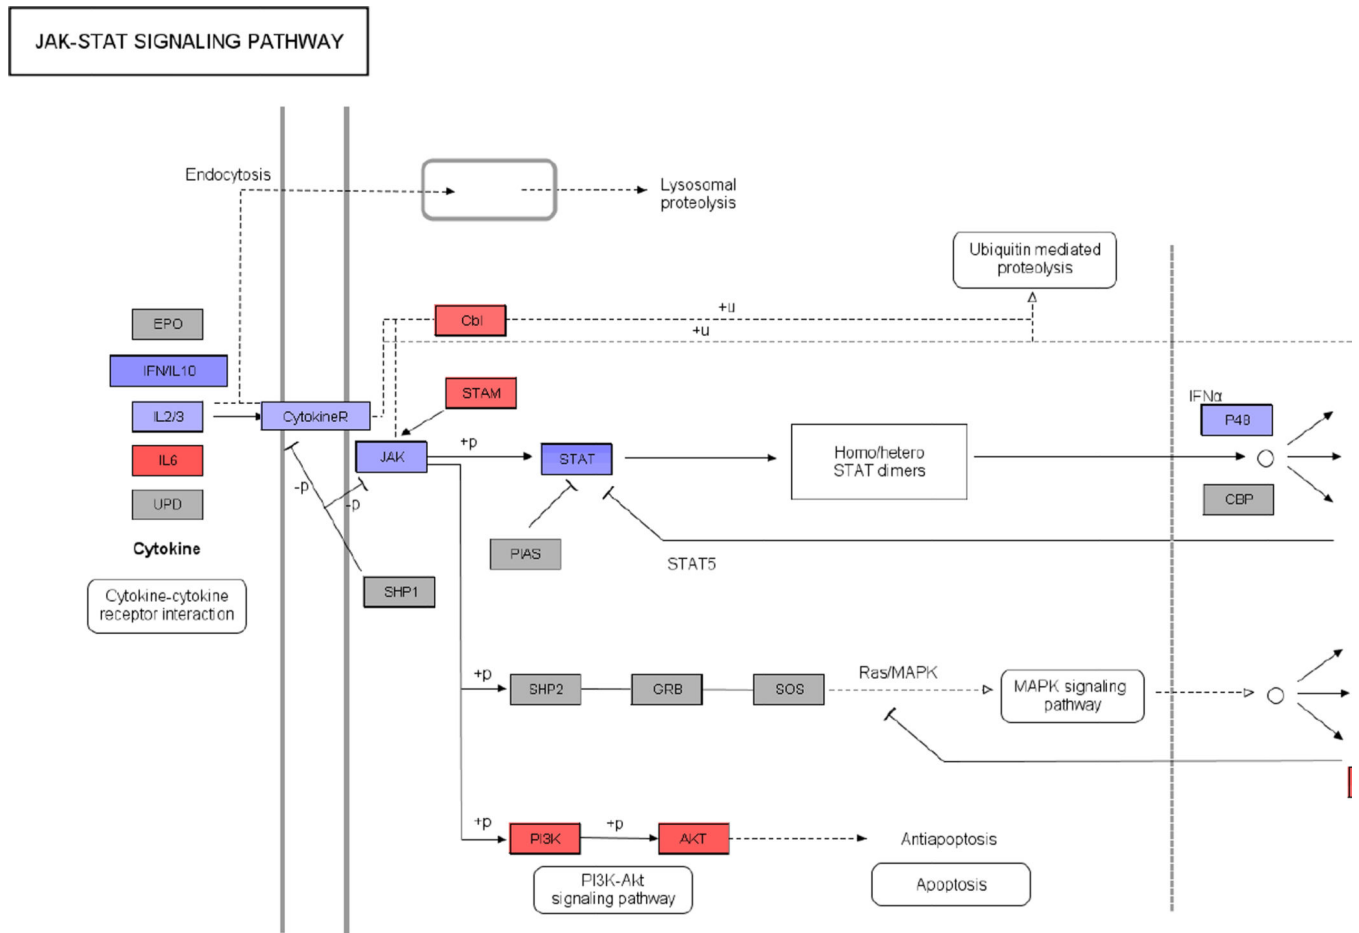 JAK-STAT SIGNALING PATHWAY
Endocytosis
Lysosomal
proteolysis
Ubiquitin mediated
proteolysis
EPO
Cbl
+u
+u
IFN/IL10
STAM
IFNα
IL2/3
CytokineR
P48
JAK
+p
STAT
Homo/hetero
STAT dimers
IL6
-p
-p
UPD
CBP
Cytokine
PIAS
STAT5
Cytokine-cytokine
receptor interaction
SHP1
+p
SHP2
GRB
SOS
Ras/MAPK
MAPK signaling
pathway
+p
PI3K
+p
AKT
Antiapoptosis
PI3K-Akt
signaling pathway
Apoptosis